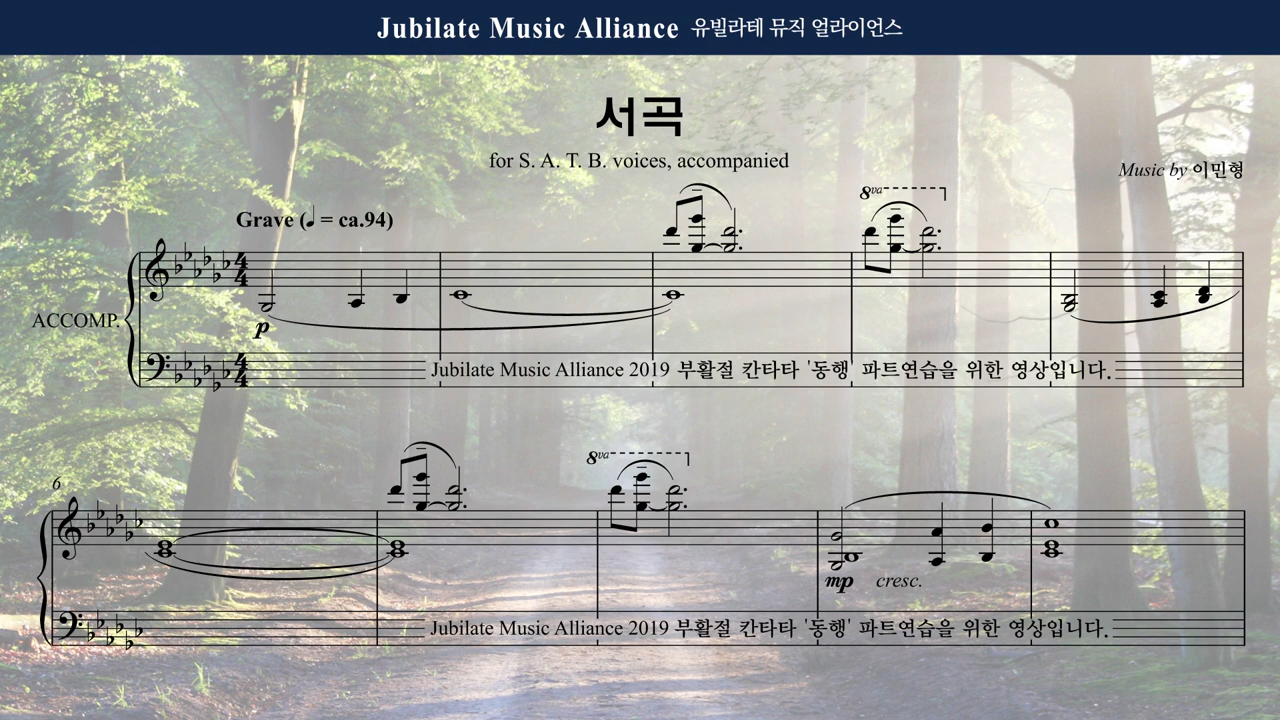 Jubilate Music Alliance 유빌라테 뮤직 얼라이언스
서곡
for S. A. T. B. voices, accompanied
Music by 이민형
Grave (♩ = ca.94)
8va
ACCOMP.
p
Jubilate Music Alliance 2019 부활절 칸타타 '동행' 파트연습을 위한 영상입니다.
6
8va
mp cresc.
Jubilate Music Alliance 2019 부활절 칸타타 '동행' 파트연습을 위한 영상입니다.